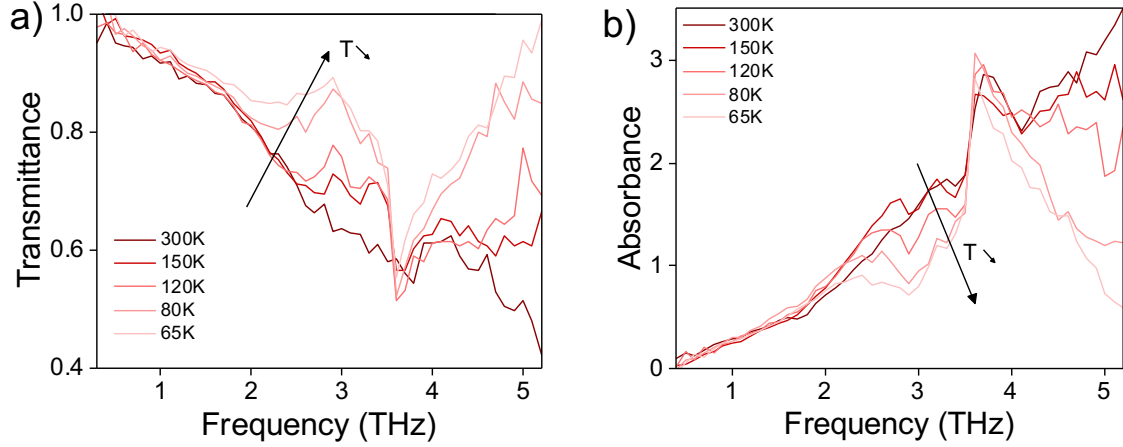 a)
Transmittance
1.0
0.8
0.6
0.4
T ↘
300K
150K
120K
80K
65K
1 2 3 4 5
Frequency (THz)
b)
Absorbance
3
2
1
0
300K
150K
120K
80K
65K
T ↘
1 2 3 4 5
Frequency (THz)